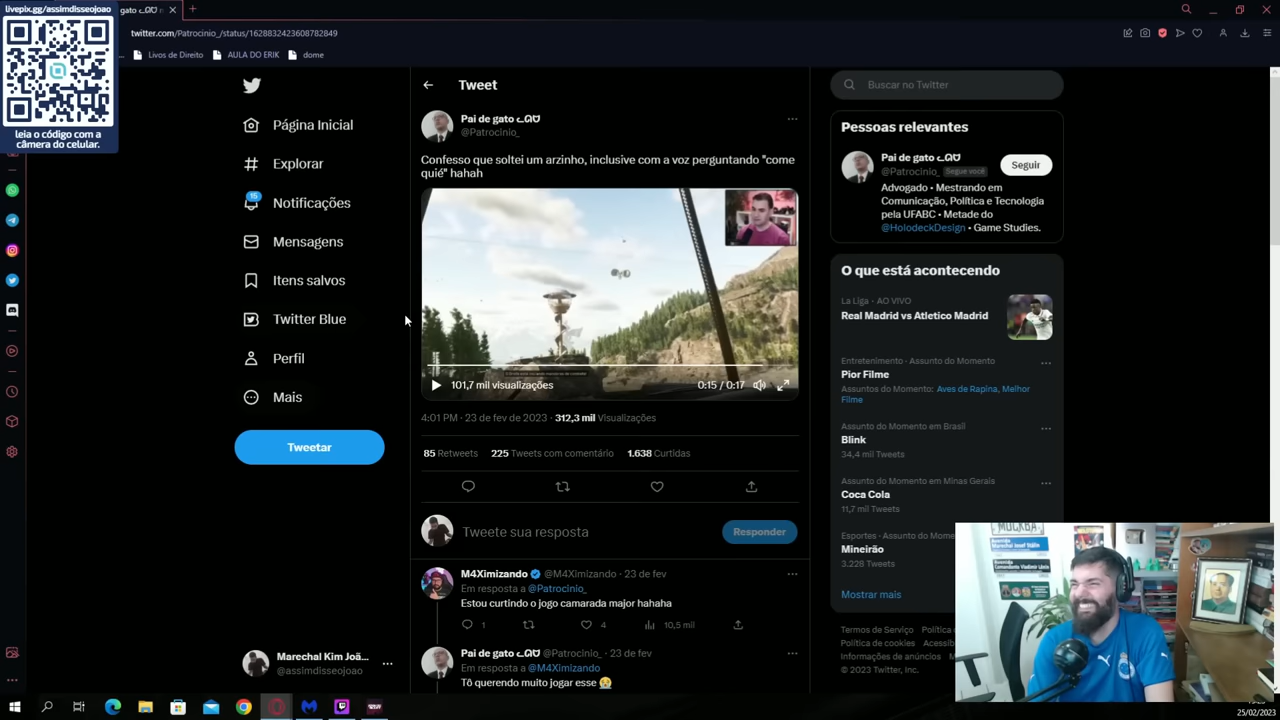 livepix.gg/assimdisseojoao
leia o código com a
câmera do celular.
twitter.com/Patrocinio_/status/1628832423608782849
Livros de Direito
AULA DO ERIK
dome
Página Inicial
Explorar
15
Notificações
Mensagens
Itens salvos
Twitter Blue
Perfil
Mais
Tweetar
Marechal Kim Joã...
@assimdisseojoao
Tweet
Pai de gato
@Patrocinio_
Confesso que soltei um arzinho, inclusive com a voz perguntando "come
quié" hahah
101,7 mil visualizações
0:15 / 0:17
4:01 PM · 23 de fev de 2023 · 312,3 mil Visualizações
85 Retweets 225 Tweets com comentário 1.638 Curtidas
Tweete sua resposta
Responder
M4Ximizando @M4Ximizando · 23 de fev
Em resposta a @Patrocinio_
Estou curtindo o jogo camarada major hahaha
1 4 10,5 mil
Pai de gato @Patrocinio_ · 23 de fev
Em resposta a @M4Ximizando
Tô querendo muito jogar esse 😢
Buscar no Twitter
Pessoas relevantes
Pai de gato
@Patrocinio_ Segue você
Seguir
Advogado • Mestrando em
Comunicação, Política e Tecnologia
pela UFABC • Metade do
@HolodeckDesign • Game Studies.
O que está acontecendo
La Liga · AO VIVO
Real Madrid vs Atletico Madrid
Entretenimento · Assunto do Momento
Pior Filme
Assuntos do Momento: Aves de Rapina, Melhor
Filme
Assunto do Momento em Brasil
Blink
34,4 mil Tweets
Assunto do Momento em Minas Gerais
Coca Cola
11,7 mil Tweets
Esportes · Assunto do Mome
Mineirão
3.228 Tweets
Mostrar mais
Termos de Serviço
Política de cookies
Informações de anúncios
© 2023 Twitter, Inc.
МОСКВА
25/02/2023